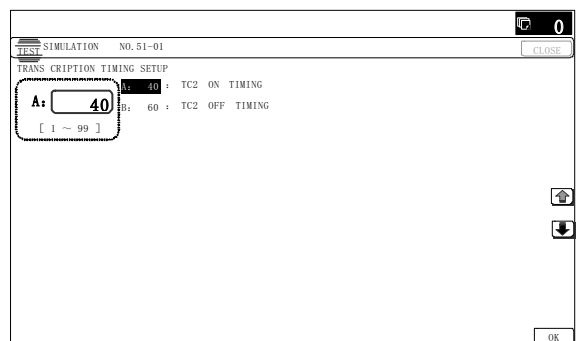 0
TEST SIMULATION NO.51-01 CLOSE
TRANS CRIPTION TIMING SETUP
A: 40 A: 40 : TC2 ON TIMING
B: 60 : TC2 OFF TIMING
[ 1 ~ 99 ]
OK